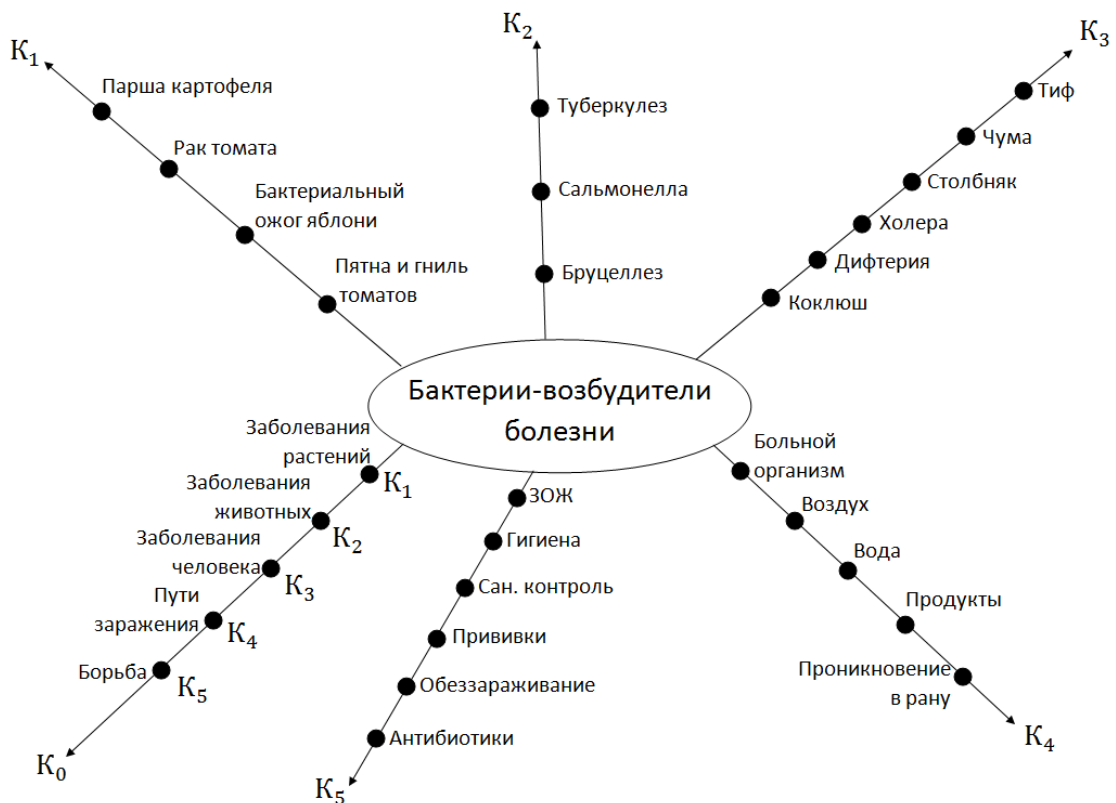 К₁
Парша картофеля
Рак томата
Бактериальный
ожог яблони
Пятна и гниль
томатов
К₂
Туберкулез
Сальмонелла
Бруцеллез
К₃
Тиф
Чума
Столбняк
Холера
Дифтерия
Коклюш
Бактерии-возбудители
болезни
Заболевания
растений
К₁
Заболевания
животных
К₂
Заболевания
человека
К₃
Пути
заражения
К₄
Борьба
К₅
К₀
ЗОЖ
Гигиена
Сан. контроль
Прививки
Обеззараживание
Антибиотики
К₅
Больной
организм
Воздух
Вода
Продукты
Проникновение
в рану
К₄